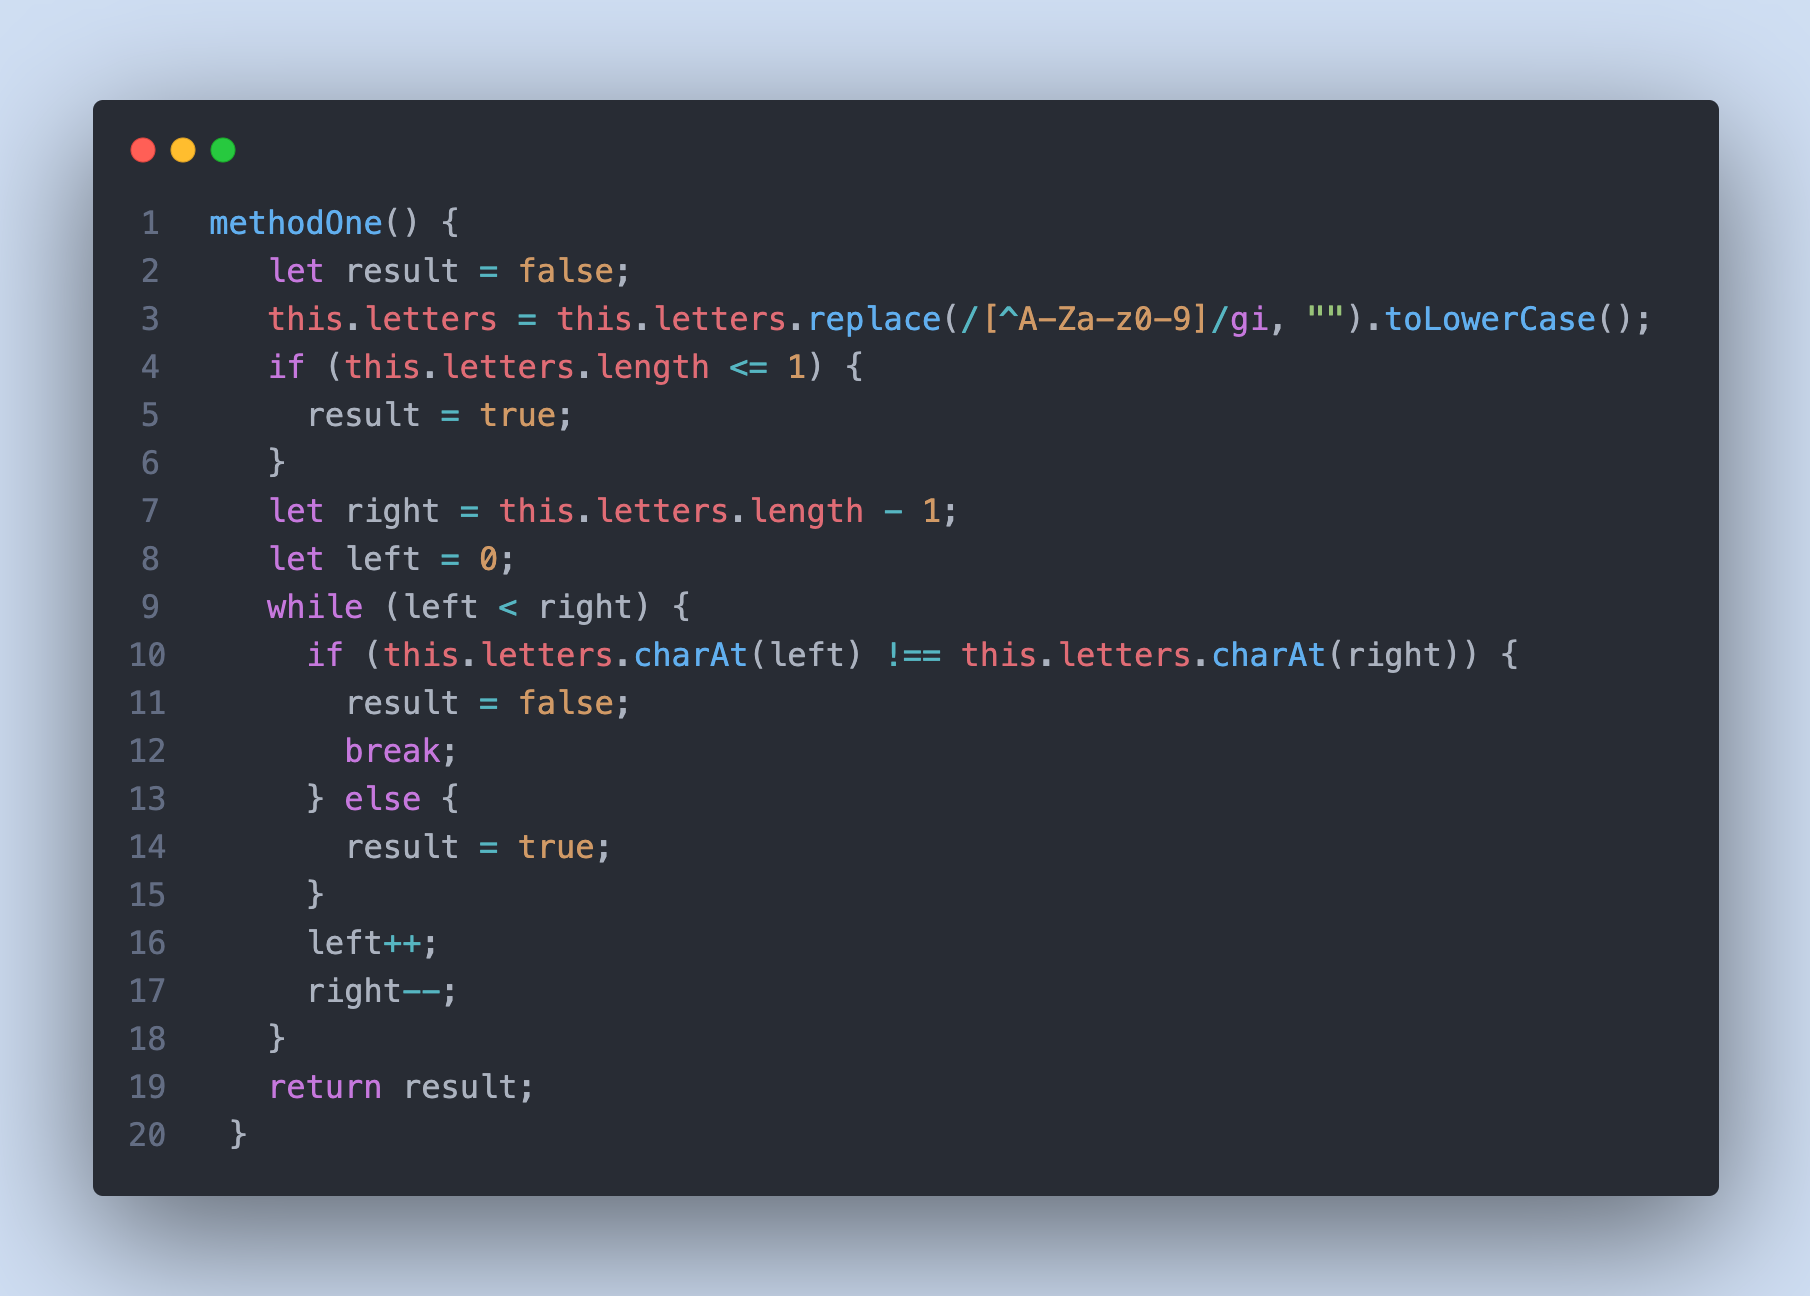 1 methodOne() {
2 let result = false;
3 this.letters = this.letters.replace(/[^A-Za-z0-9]/gi, "").toLowerCase();
4 if (this.letters.length <= 1) {
5 result = true;
6 }
7 let right = this.letters.length - 1;
8 let left = 0;
9 while (left < right) {
10 if (this.letters.charAt(left) !== this.letters.charAt(right)) {
11 result = false;
12 break;
13 } else {
14 result = true;
15 }
16 left++;
17 right--;
18 }
19 return result;
20 }